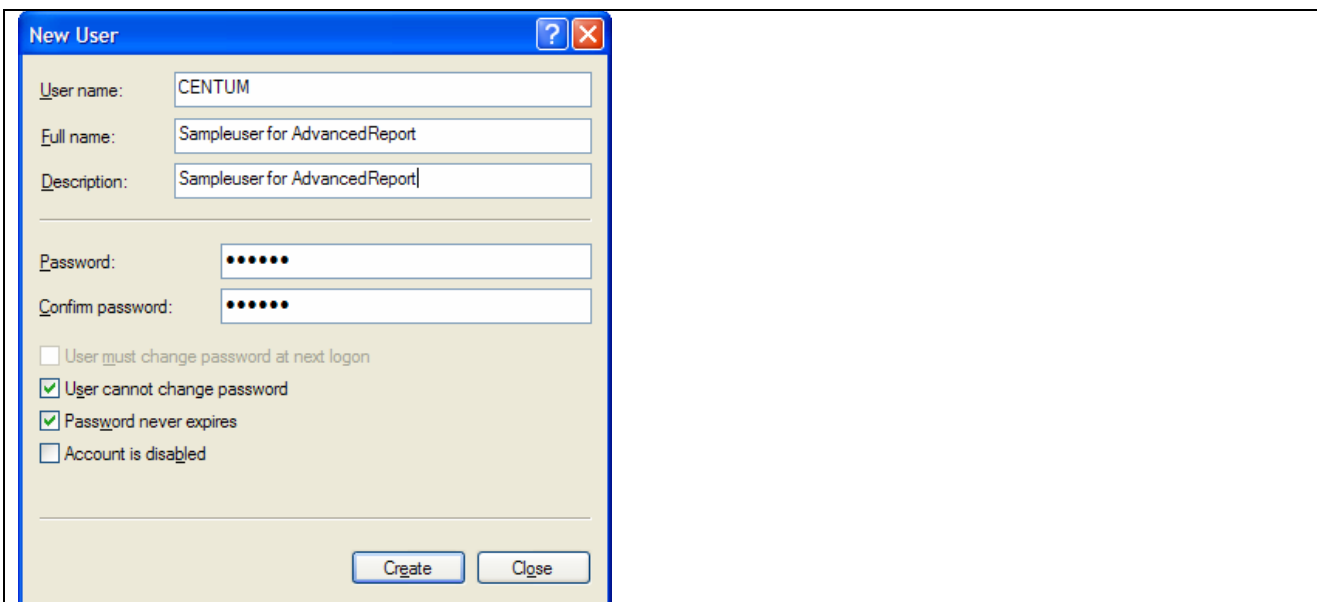 New User
User name: CENTUM
Full name: Sampleuser for AdvancedReport
Description: Sampleuser for AdvancedReport
Password: ••••••
Confirm password: ••••••
User must change password at next logon
User cannot change password
Password never expires
Account is disabled
Create Close